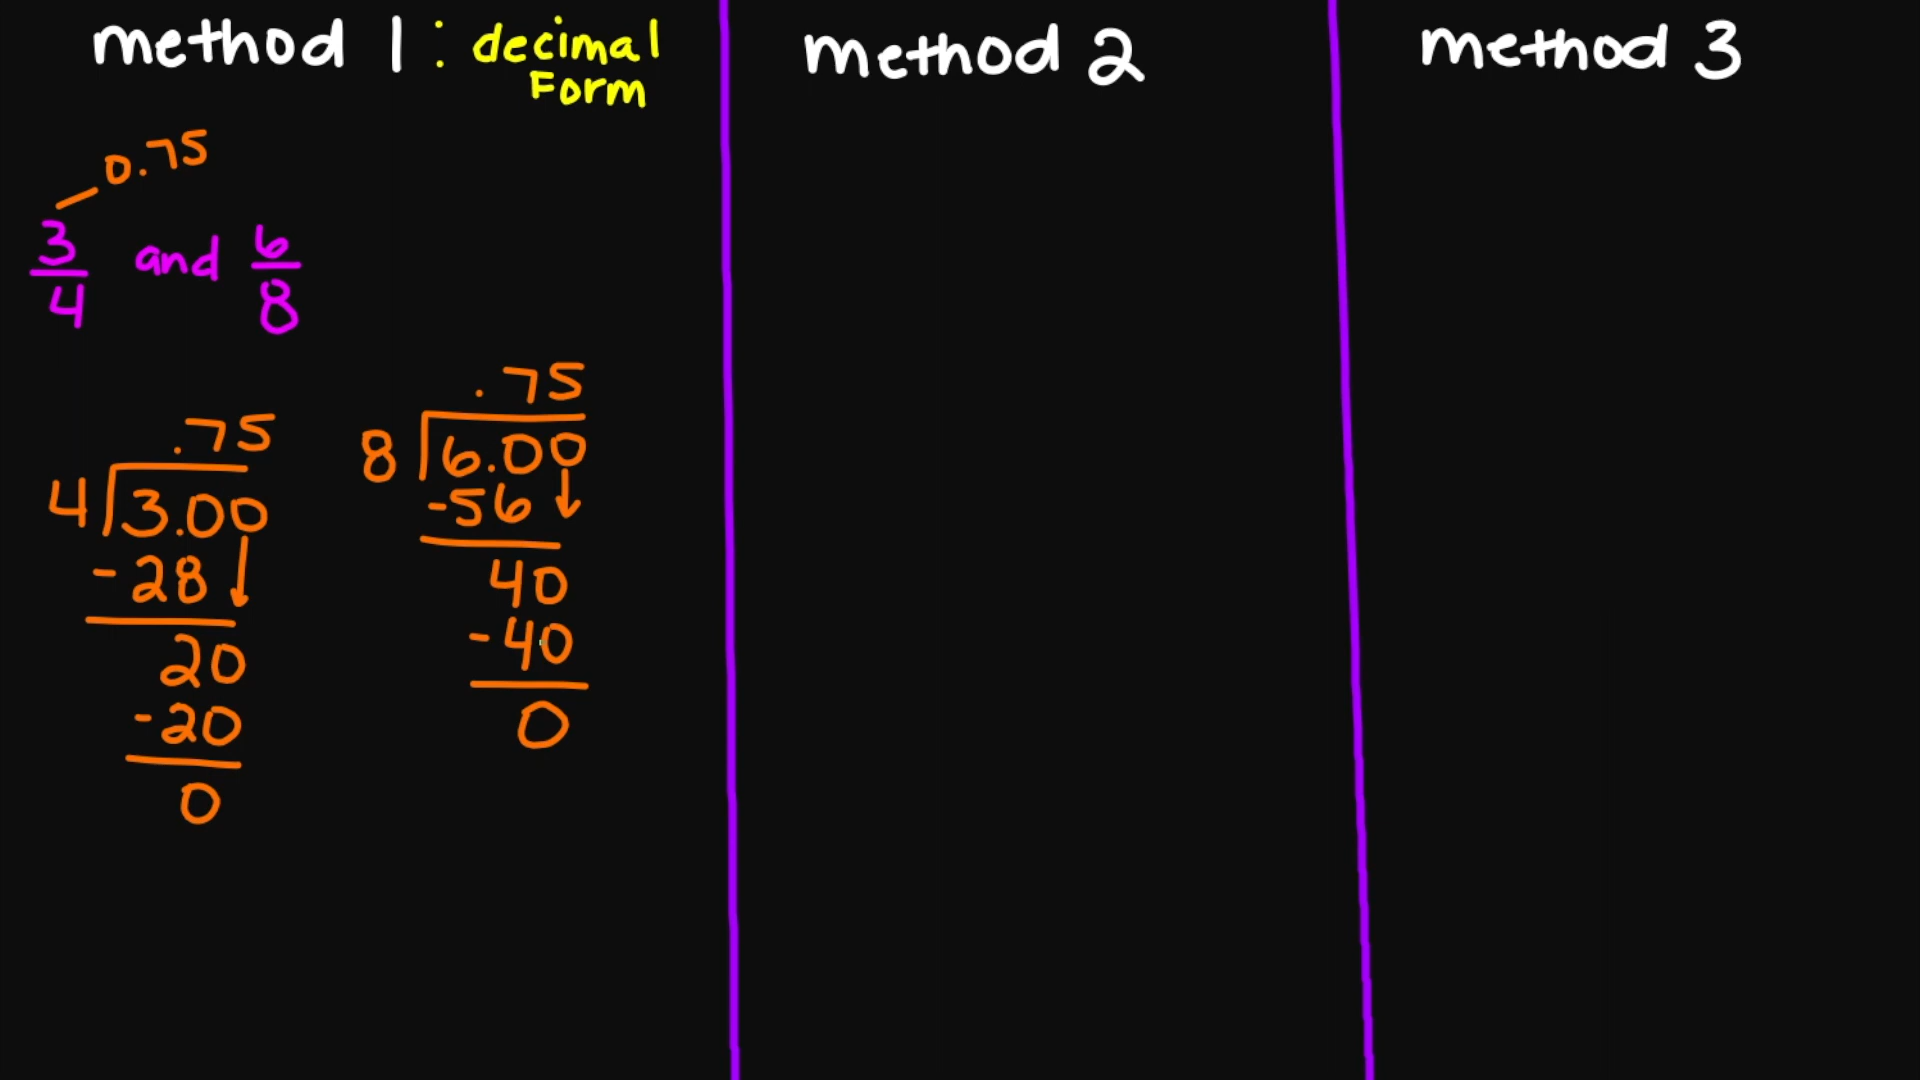 method 1 : decimal
Form
0.75
3/4 and 6/8
.75
4 3.00
-28
20
-20
0
.75
8 6.00
-56
40
-40
0
method 2
method 3